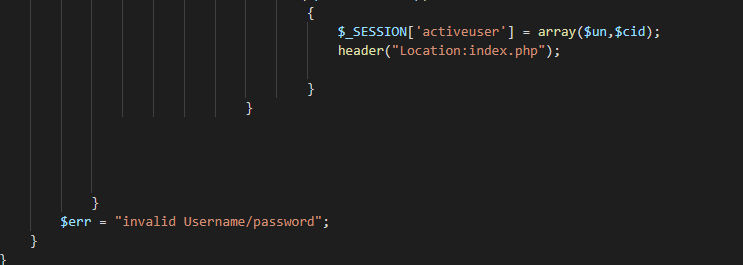 {
$_SESSION['activeuser'] = array($un,$cid);
header("Location:index.php");
}
}
}
$err = "invalid Username/password";
}
}